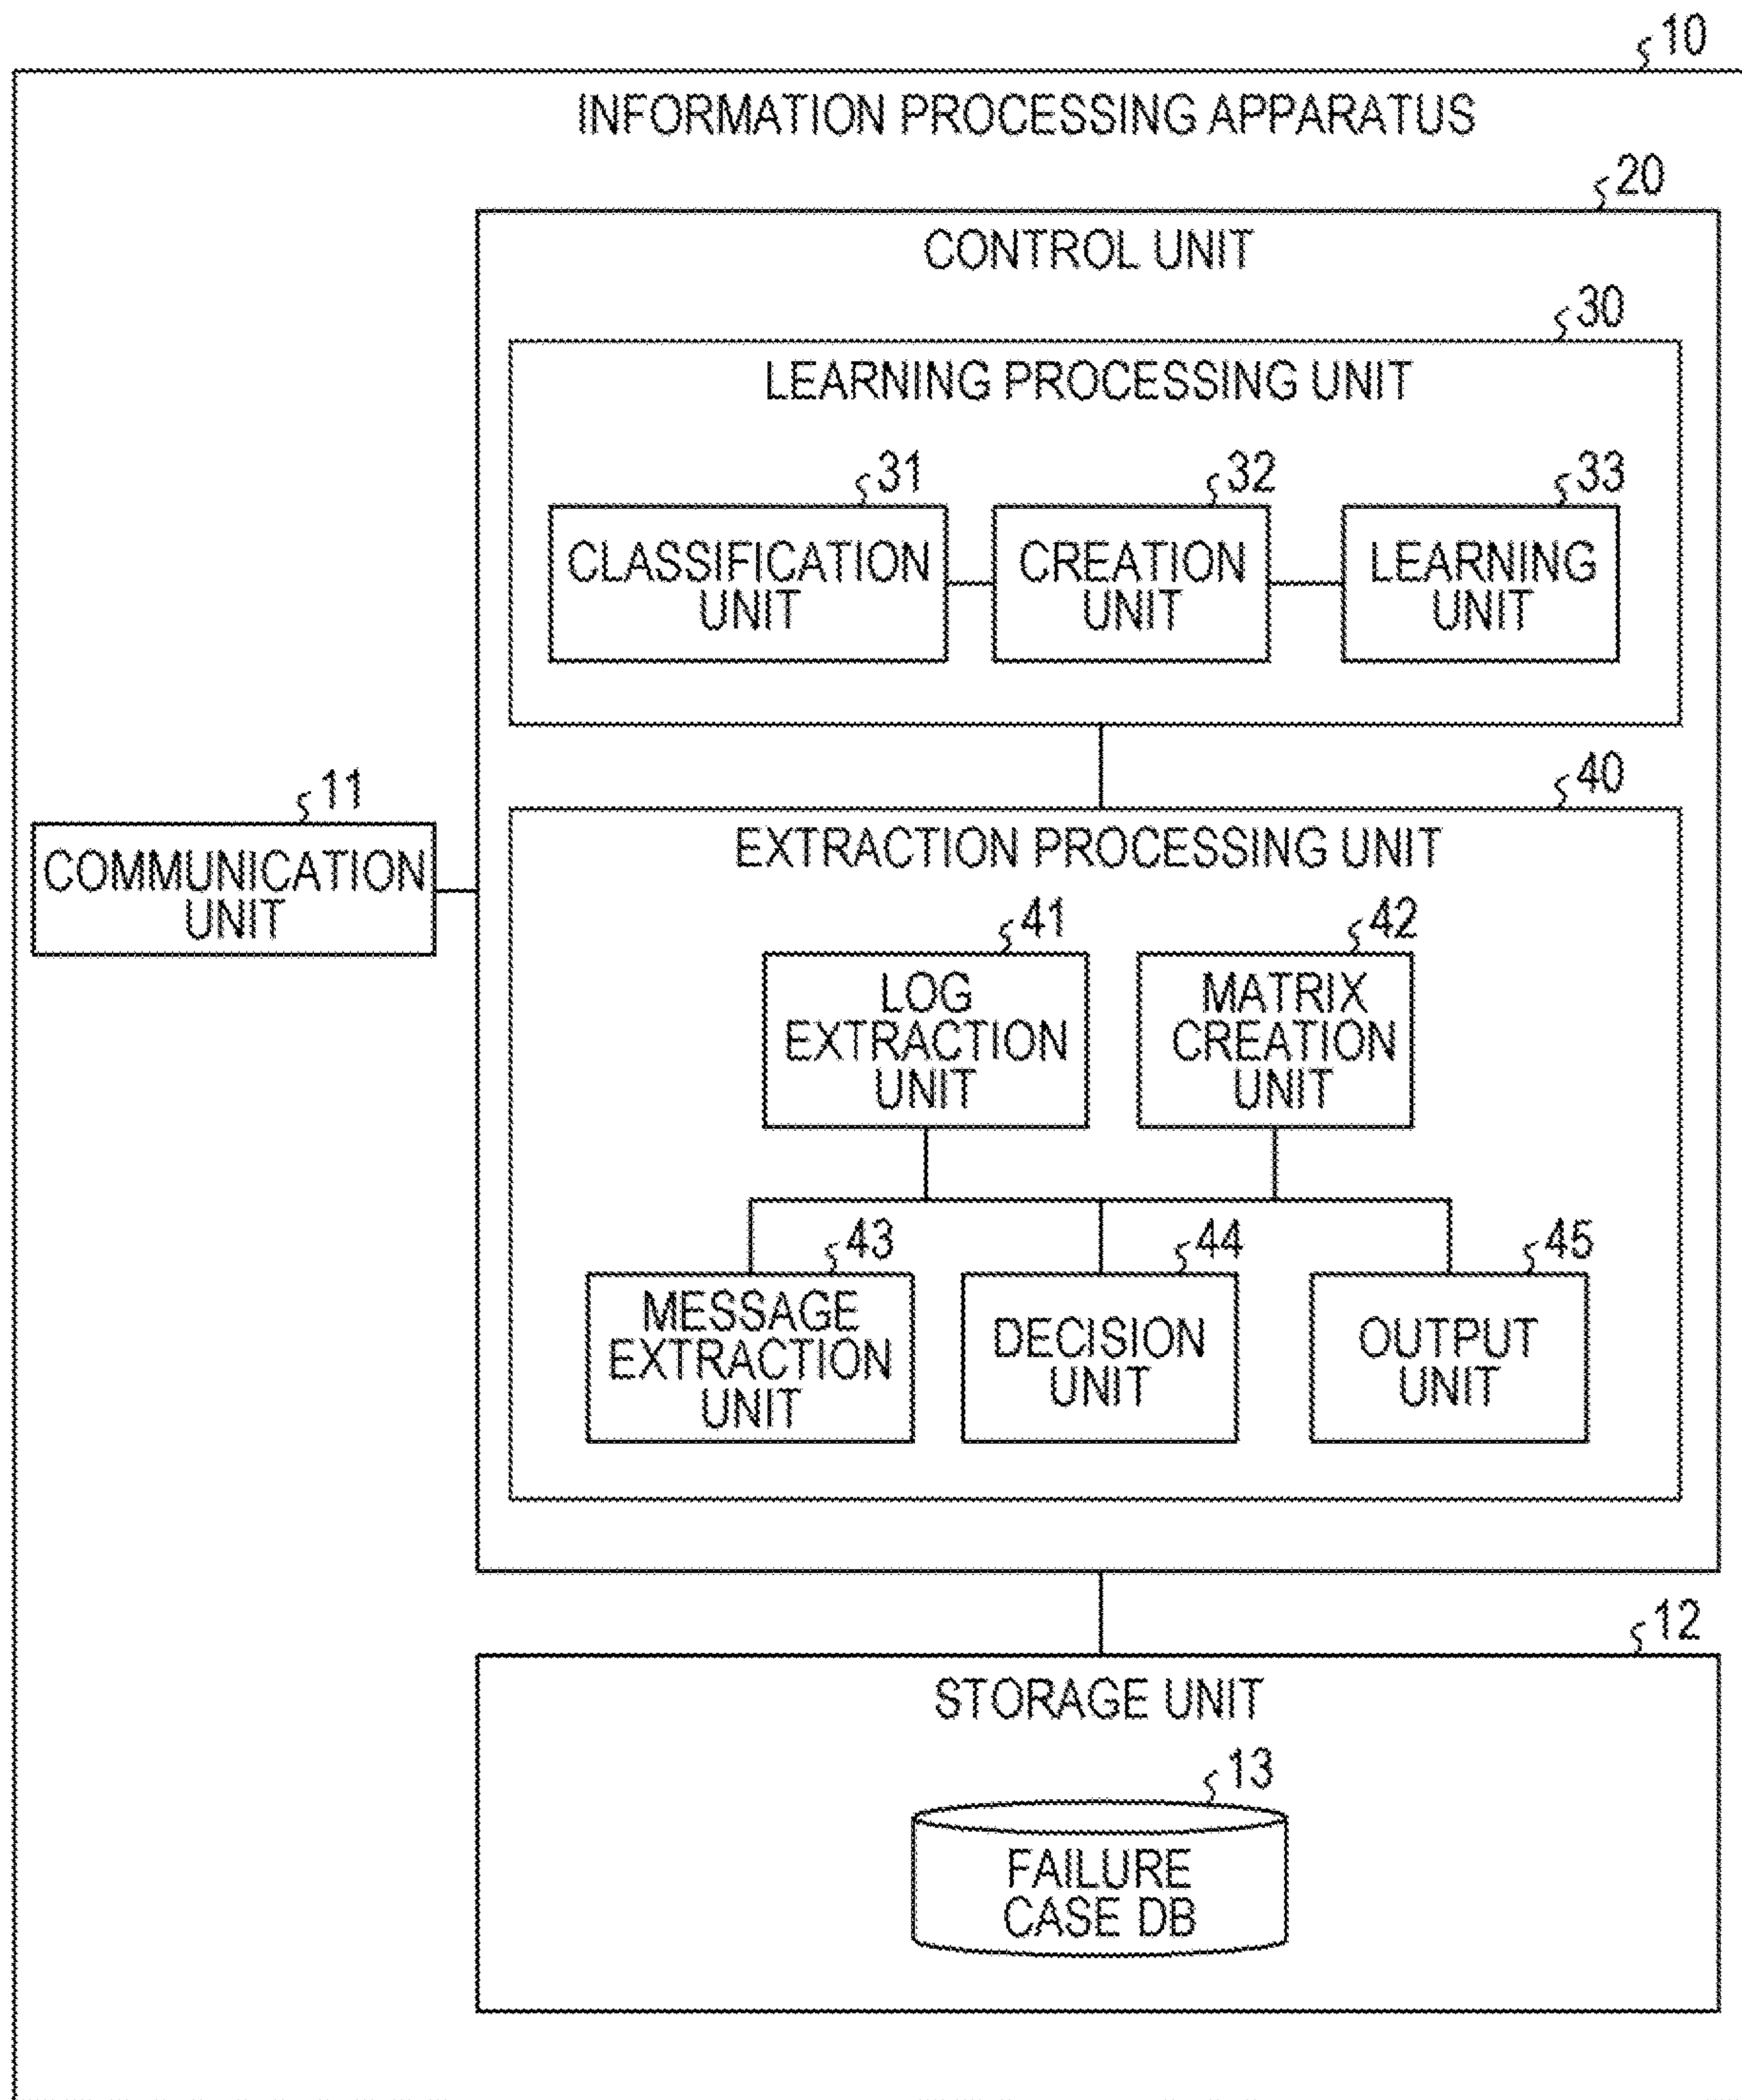 10
INFORMATION PROCESSING APPARATUS
20
CONTROL UNIT
30
LEARNING PROCESSING UNIT
31
CLASSIFICATION
UNIT
32
CREATION
UNIT
33
LEARNING
UNIT
11
COMMUNICATION
UNIT
40
EXTRACTION PROCESSING UNIT
41
LOG
EXTRACTION
UNIT
42
MATRIX
CREATION
UNIT
43
MESSAGE
EXTRACTION
UNIT
44
DECISION
UNIT
45
OUTPUT
UNIT
12
STORAGE UNIT
13
FAILURE
CASE DB